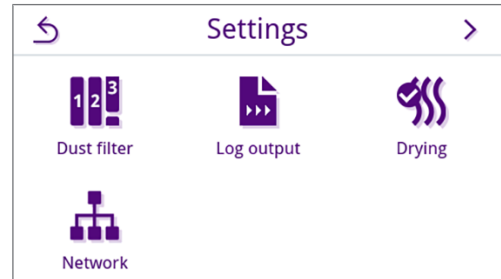 Settings
1 2 3
Dust filter
Log output
Drying
Network